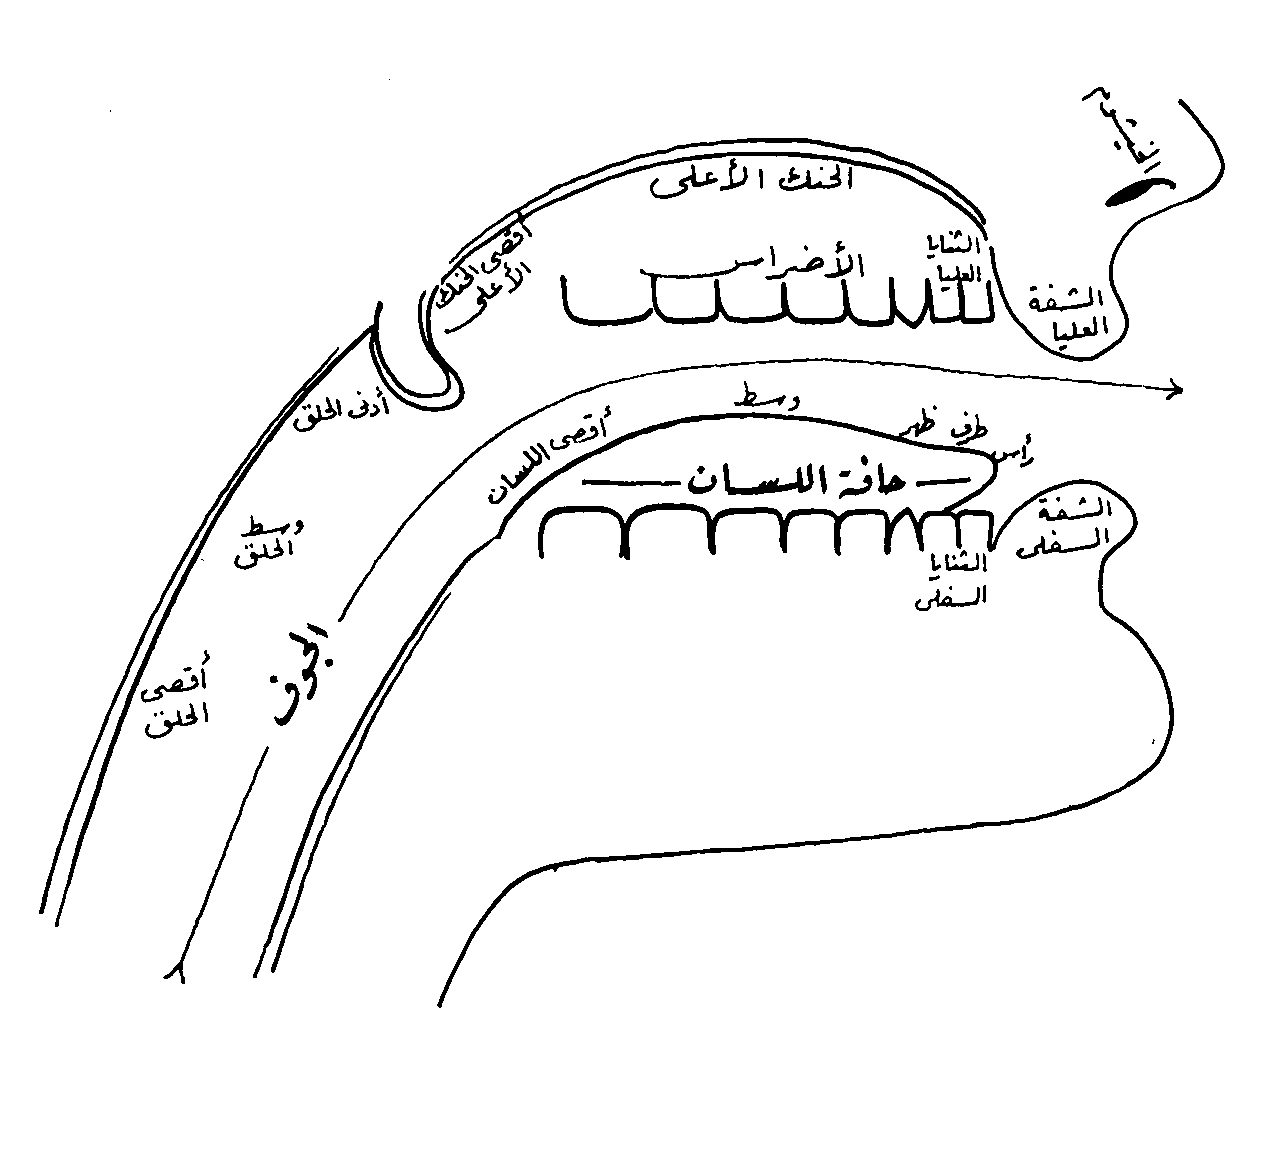 الخيشوم
الحنك الأعلى
أقصى الحنك
الأعلى
الأضراس
الثنايا
العليا
الشفة
العليا
أدنى الحلق
أقصى اللسان
وسط
ظهر
طرف
رأس
حافة اللسان
الشفة
السفلى
الثنايا
السفلى
وسط
الحلق
الجوف
أقصى
الحلق